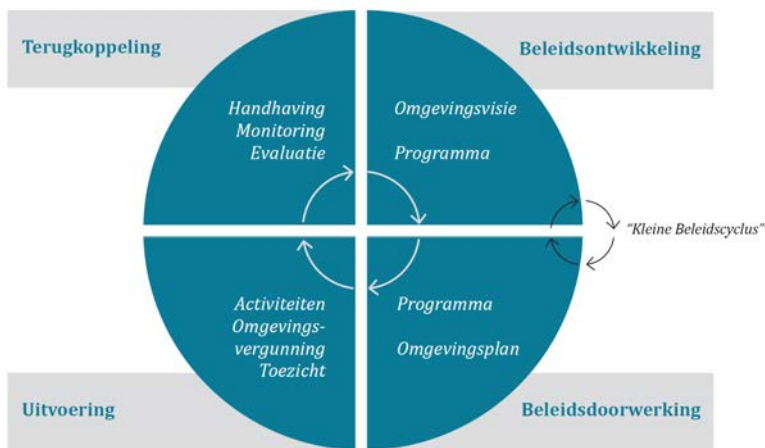 Terugkoppeling
Beleidsontwikkeling
Handhaving
Monitoring
Evaluatie
Omgevingsvisie
Programma
"Kleine Beleidscyclus"
Activiteiten
Omgevings-
vergunning
Toezicht
Programma
Omgevingsplan
Uitvoering
Beleidsdoorwerking